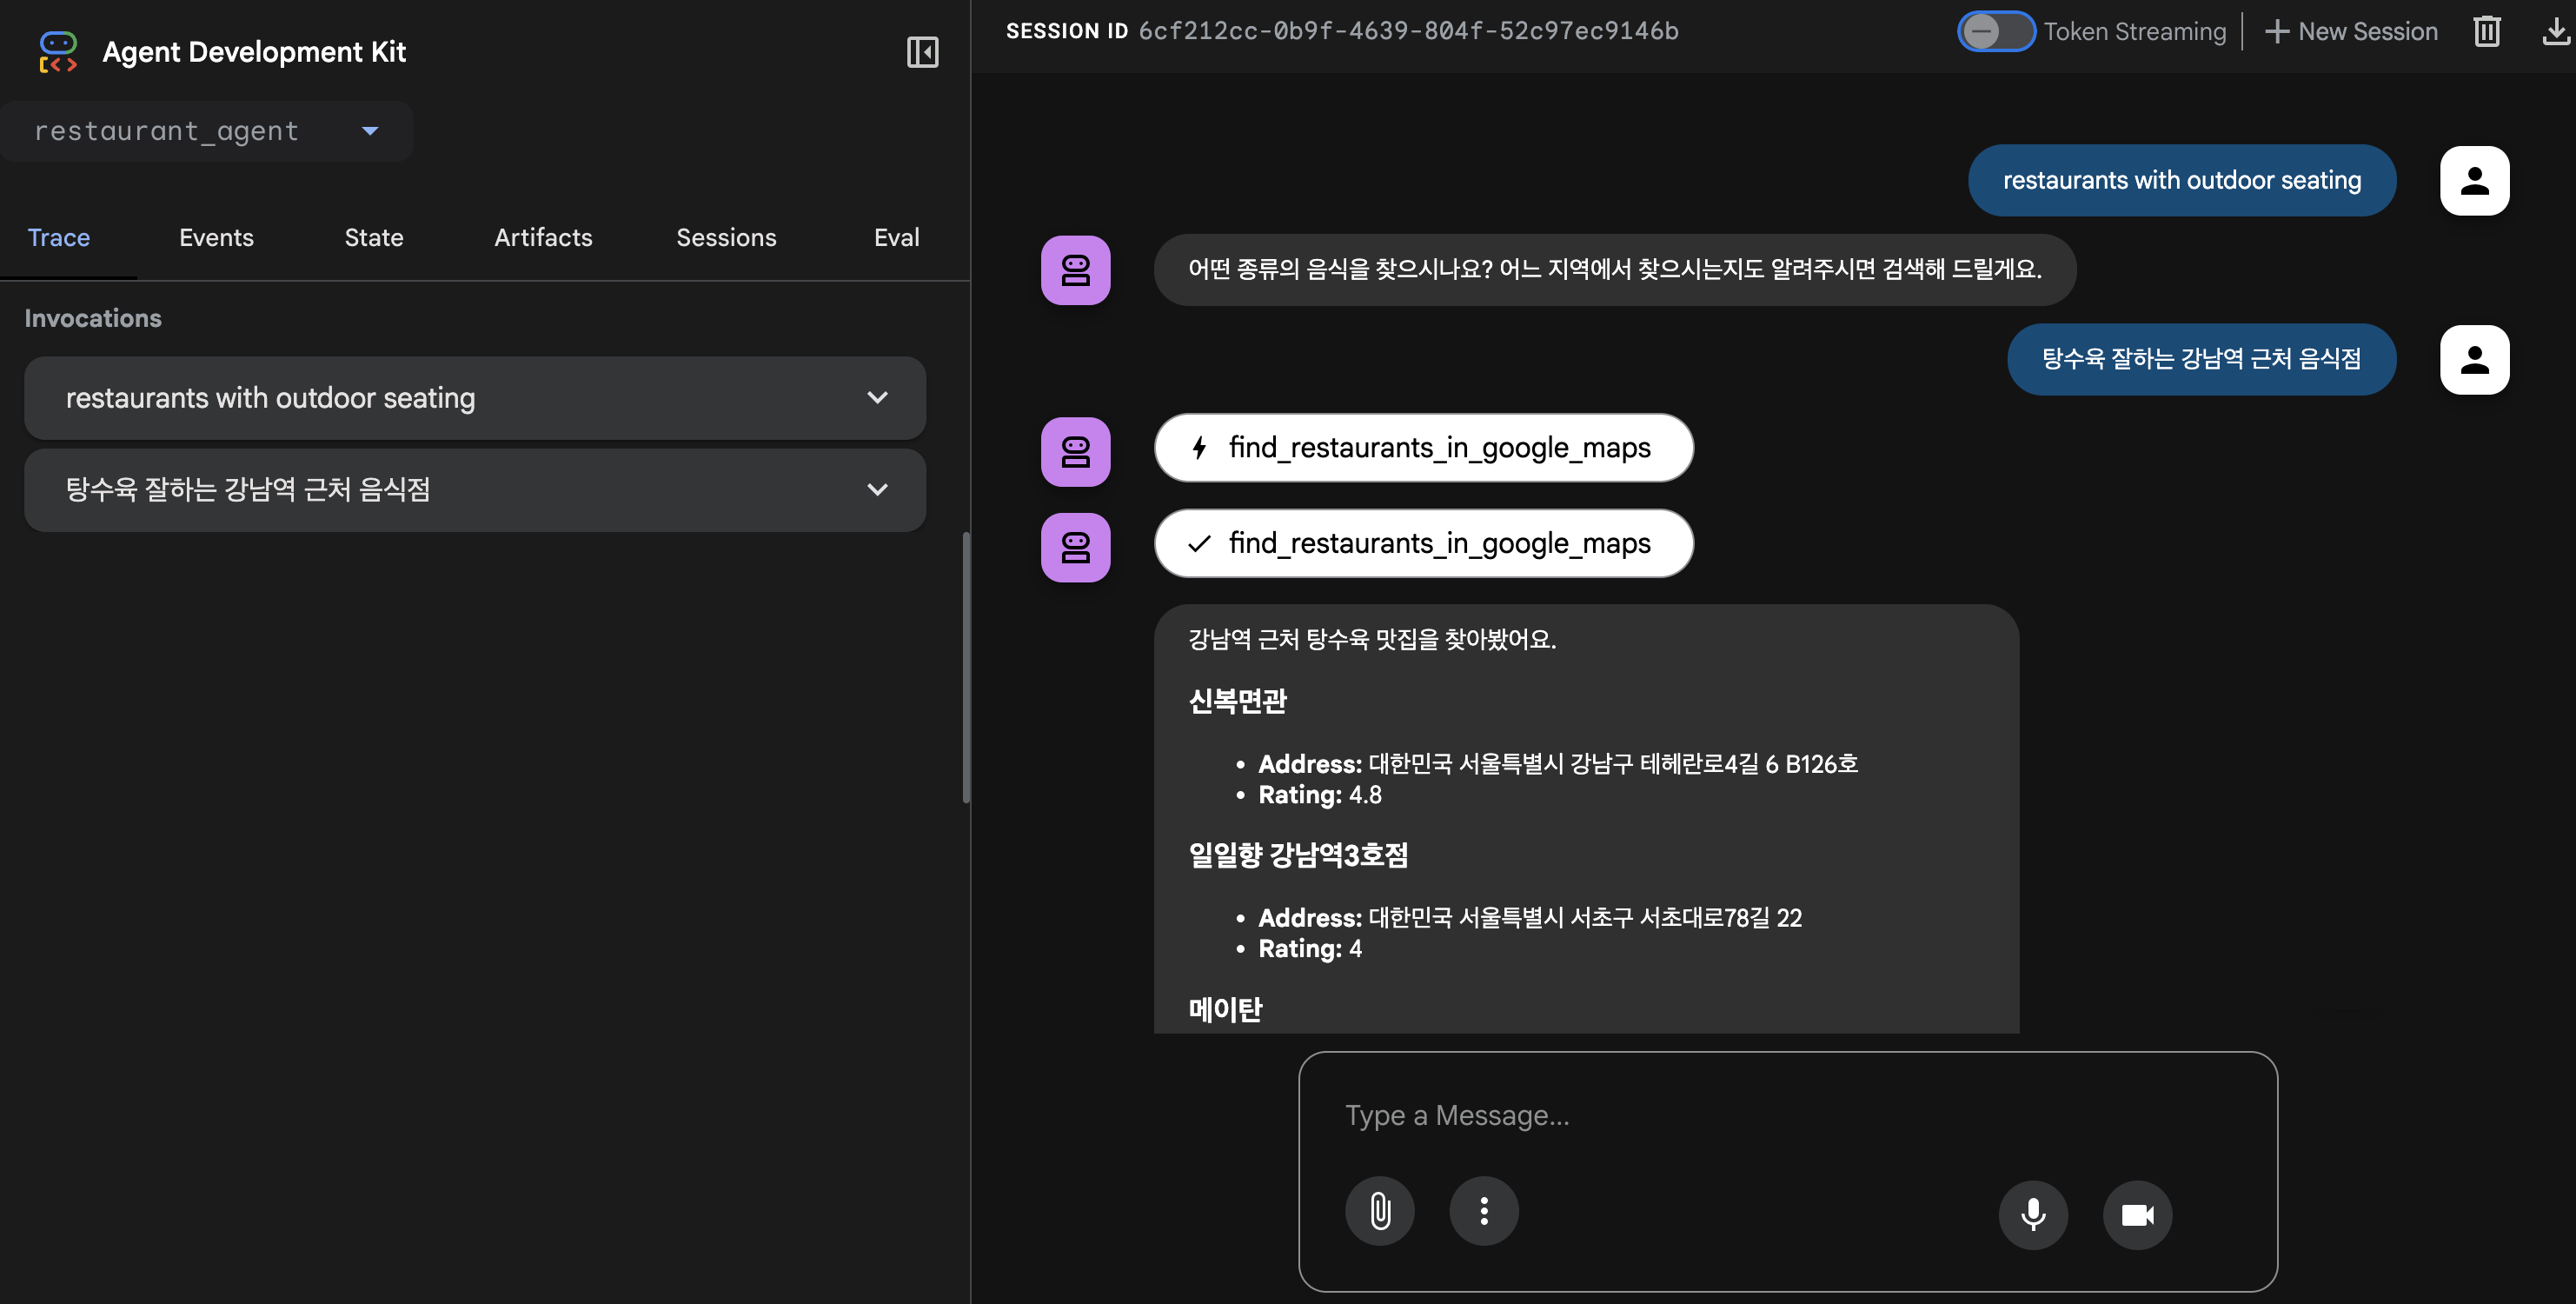 Agent Development Kit
restaurant_agent
Trace Events State Artifacts Sessions Eval
Invocations
restaurants with outdoor seating
탕수육 잘하는 강남역 근처 음식점
SESSION ID 6cf212cc-0b9f-4639-804f-52c97ec9146b
Token Streaming
New Session
restaurants with outdoor seating
어떤 종류의 음식을 찾으시나요? 어느 지역에서 찾으시는지도 알려주시면 검색해 드릴게요.
탕수육 잘하는 강남역 근처 음식점
find_restaurants_in_google_maps
find_restaurants_in_google_maps
강남역 근처 탕수육 맛집을 찾아봤어요.
신복면관
• Address: 대한민국 서울특별시 강남구 테헤란로4길 6 B126호
• Rating: 4.8
일일향 강남역3호점
• Address: 대한민국 서울특별시 서초구 서초대로78길 22
• Rating: 4
메이탄
Type a Message...